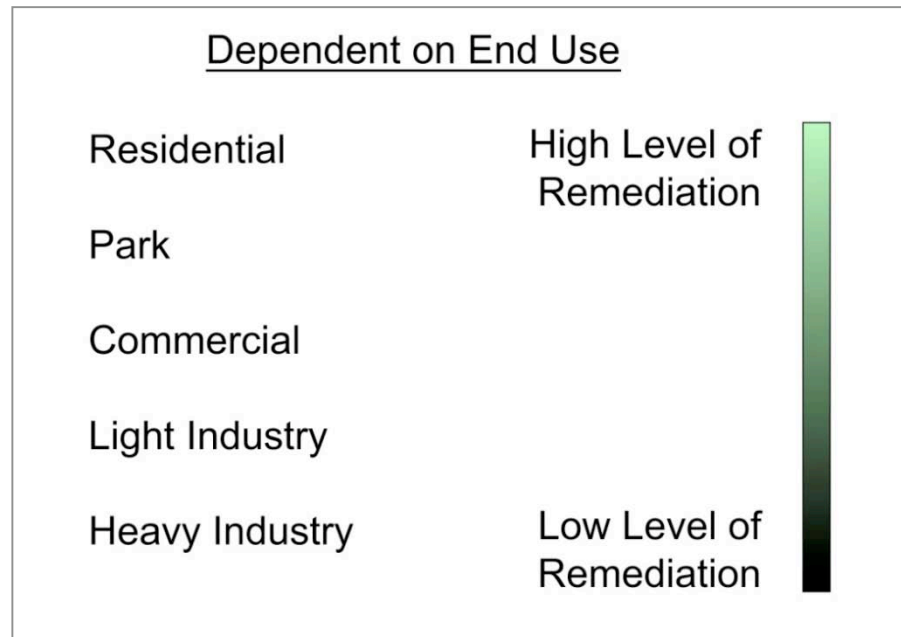 Dependent on End Use
Residential
High Level of
Remediation
Park
Commercial
Light Industry
Heavy Industry
Low Level of
Remediation